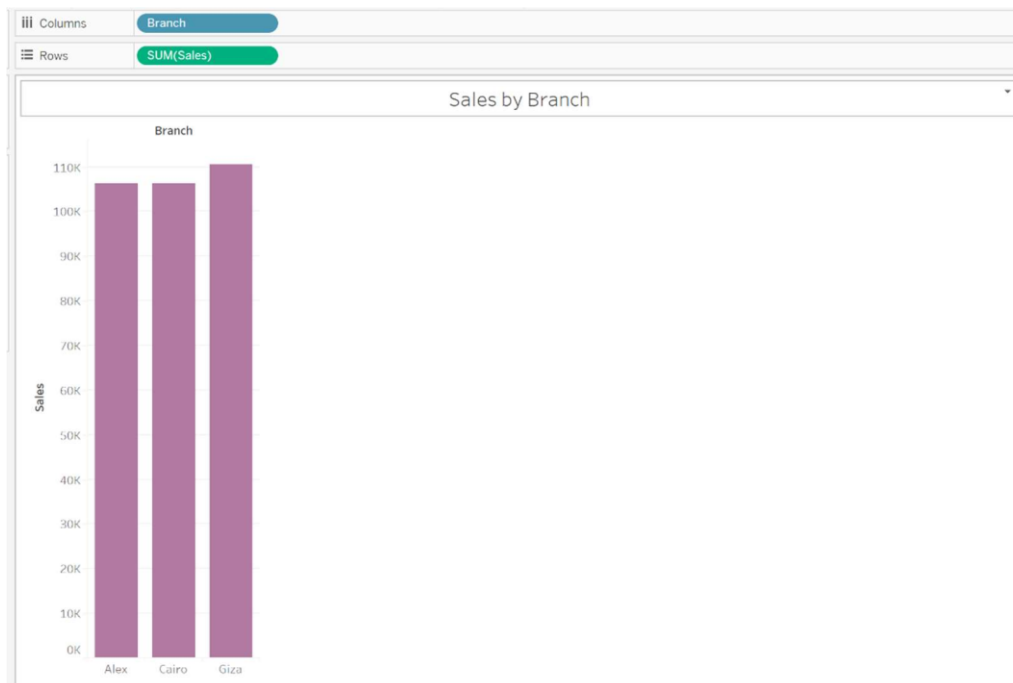 Columns Branch
Rows SUM(Sales)
Sales by Branch
Branch
110K
100K
90K
80K
70K
60K
50K
40K
30K
20K
10K
0K
Sales
Alex Cairo Giza